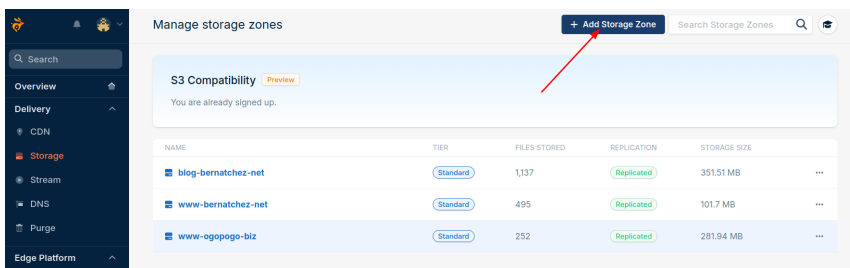 Manage storage zones
+ Add Storage Zone
Search Storage Zones
Search
Overview
Delivery
CDN
Storage
Stream
DNS
Purge
Edge Platform
S3 Compatibility Preview
You are already signed up.
NAME TIER FILES STORED REPLICATION STORAGE SIZE
blog-bernatchez-net Standard 1,137 Replicated 351.51 MB
www-bernatchez-net Standard 495 Replicated 101.7 MB
www-ogopogo-biz Standard 252 Replicated 281.94 MB